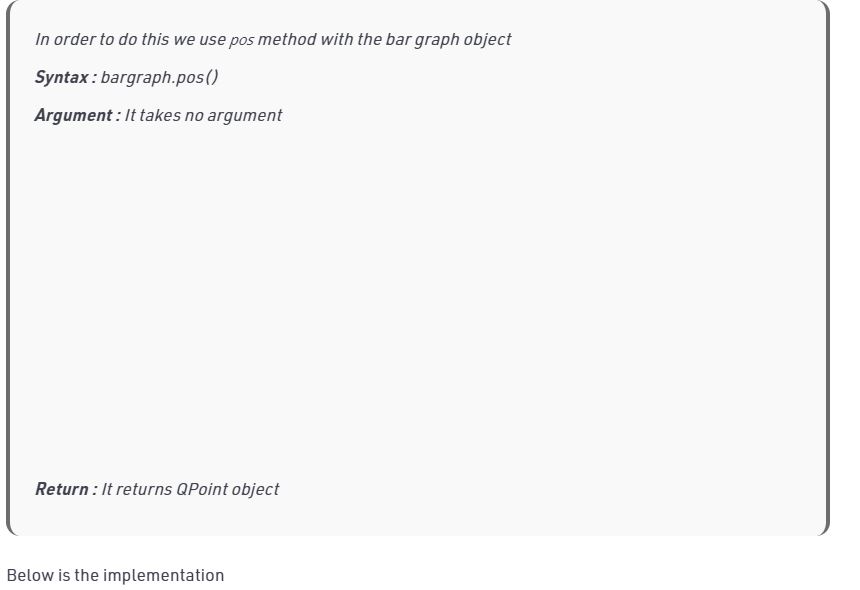 In order to do this we use pos method with the bar graph object
Syntax : bargraph.pos()
Argument : It takes no argument
Return : It returns QPoint object
Below is the implementation